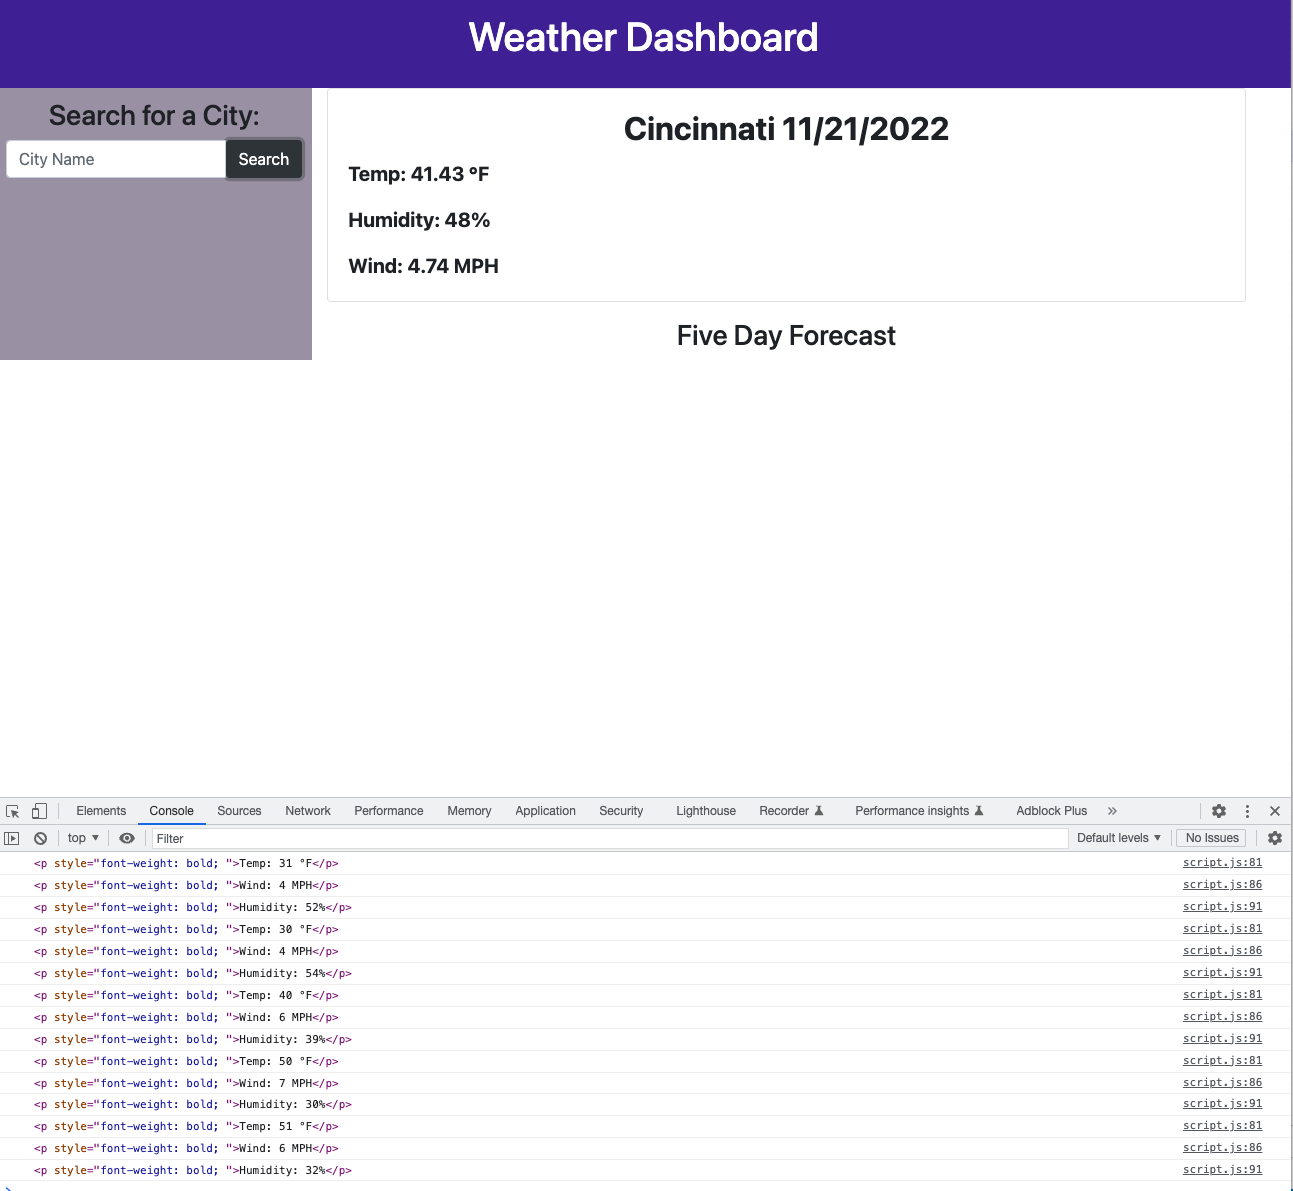 Weather Dashboard
Search for a City:
City Name
Search
Cincinnati 11/21/2022
Temp: 41.43 °F
Humidity: 48%
Wind: 4.74 MPH
Five Day Forecast
Elements Console Sources Network Performance Memory Application Security Lighthouse Recorder Performance insights Adblock Plus »
top ▼ Filter Default levels ▼ No Issues
<p style="font-weight: bold; ">Temp: 31 °F</p> script.js:81
<p style="font-weight: bold; ">Wind: 4 MPH</p> script.js:86
<p style="font-weight: bold; ">Humidity: 52%</p> script.js:91
<p style="font-weight: bold; ">Temp: 30 °F</p> script.js:81
<p style="font-weight: bold; ">Wind: 4 MPH</p> script.js:86
<p style="font-weight: bold; ">Humidity: 54%</p> script.js:91
<p style="font-weight: bold; ">Temp: 40 °F</p> script.js:81
<p style="font-weight: bold; ">Wind: 6 MPH</p> script.js:86
<p style="font-weight: bold; ">Humidity: 39%</p> script.js:91
<p style="font-weight: bold; ">Temp: 50 °F</p> script.js:81
<p style="font-weight: bold; ">Wind: 7 MPH</p> script.js:86
<p style="font-weight: bold; ">Humidity: 30%</p> script.js:91
<p style="font-weight: bold; ">Temp: 51 °F</p> script.js:81
<p style="font-weight: bold; ">Wind: 6 MPH</p> script.js:86
<p style="font-weight: bold; ">Humidity: 32%</p> script.js:91